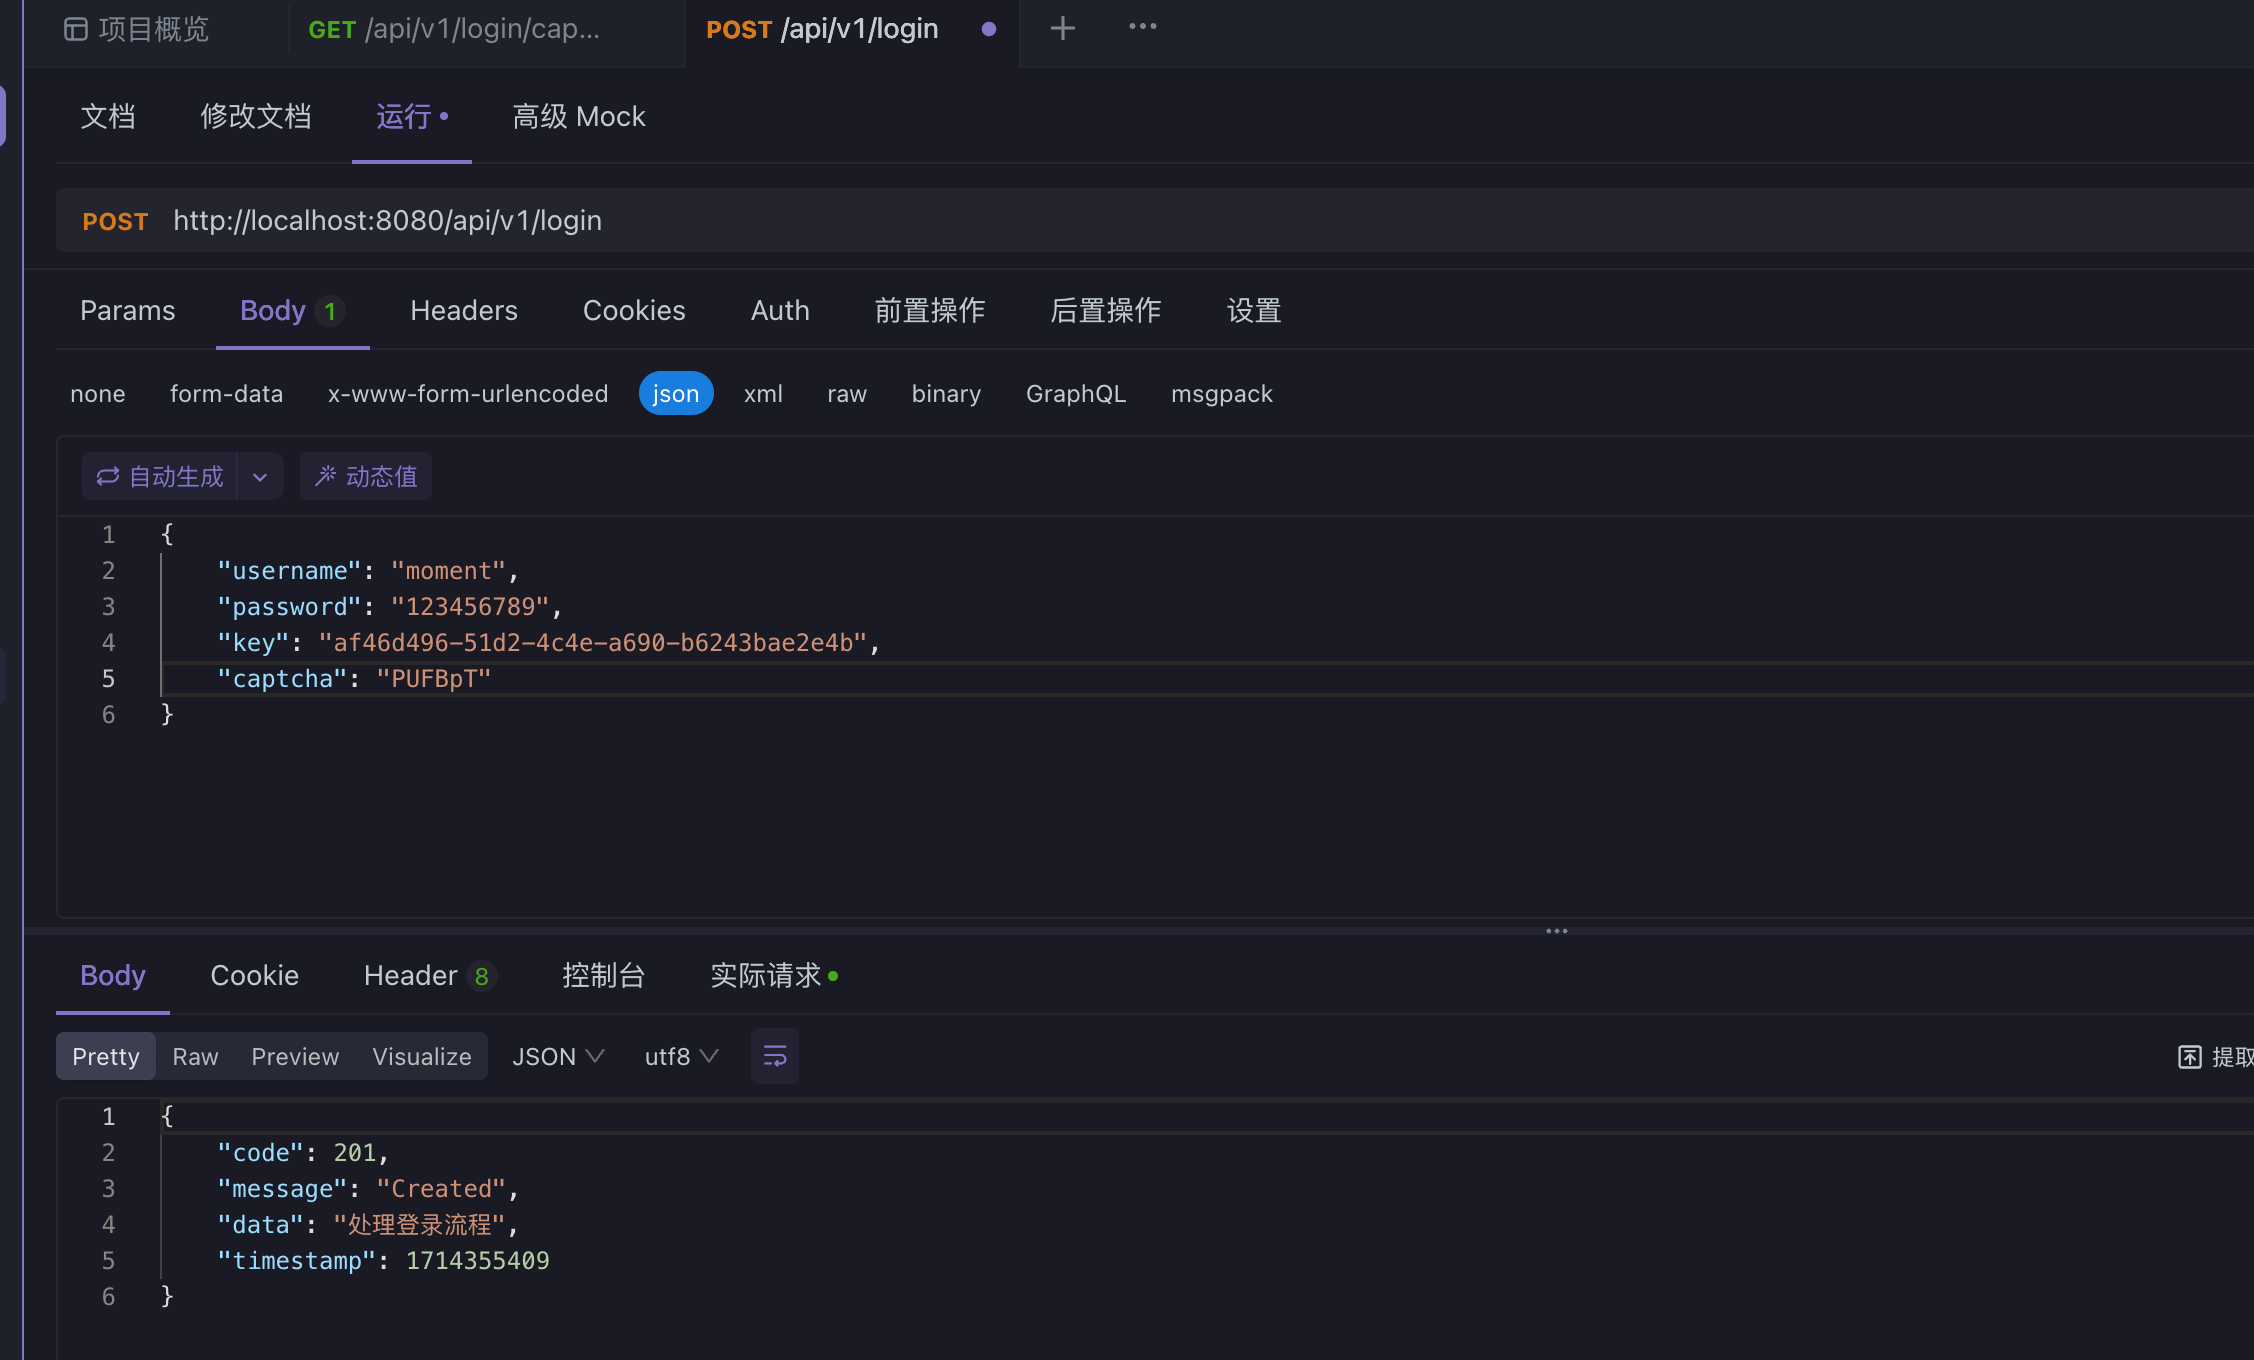 项目概览 GET /api/v1/login/cap... POST /api/v1/login
文档 修改文档 运行 高级 Mock
POST http://localhost:8080/api/v1/login
Params Body 1 Headers Cookies Auth 前置操作 后置操作 设置
none form-data x-www-form-urlencoded json xml raw binary GraphQL msgpack
自动生成 动态值
1 {
2 "username": "moment",
3 "password": "123456789",
4 "key": "af46d496-51d2-4c4e-a690-b6243bae2e4b",
5 "captcha": "PUFBpT"
6 }
Body Cookie Header 8 控制台 实际请求
Pretty Raw Preview Visualize JSON utf8 提取
1 {
2 "code": 201,
3 "message": "Created",
4 "data": "处理登录流程",
5 "timestamp": 1714355409
6 }